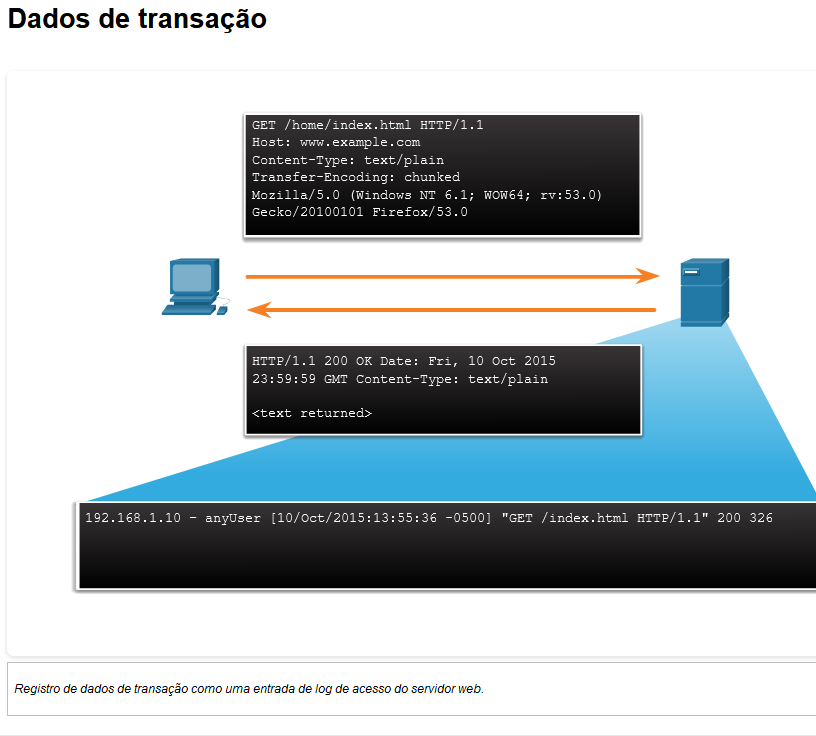 Dados de transação
GET /home/index.html HTTP/1.1
Host: www.example.com
Content-Type: text/plain
Transfer-Encoding: chunked
Mozilla/5.0 (Windows NT 6.1; WOW64; rv:53.0)
Gecko/20100101 Firefox/53.0
HTTP/1.1 200 OK Date: Fri, 10 Oct 2015
23:59:59 GMT Content-Type: text/plain
<text returned>
192.168.1.10 - anyUser [10/Oct/2015:13:55:36 -0500] "GET /index.html HTTP/1.1" 200 326
Registro de dados de transação como uma entrada de log de acesso do servidor web.